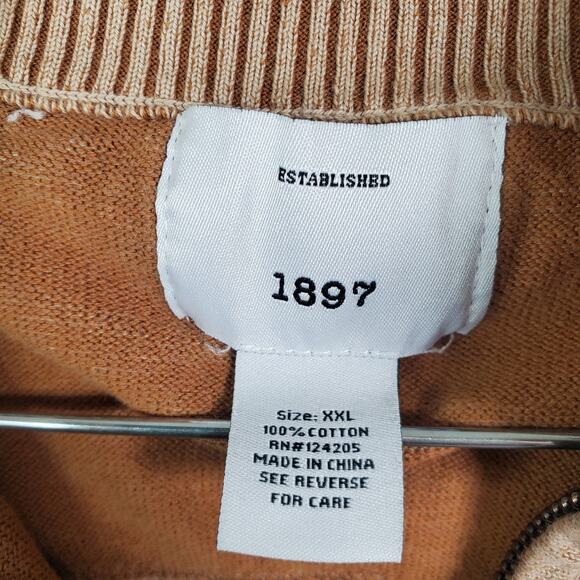 ESTABLISHED
1897
Size: XXL
100% COTTON
RN#124205
MADE IN CHINA
SEE REVERSE
FOR CARE